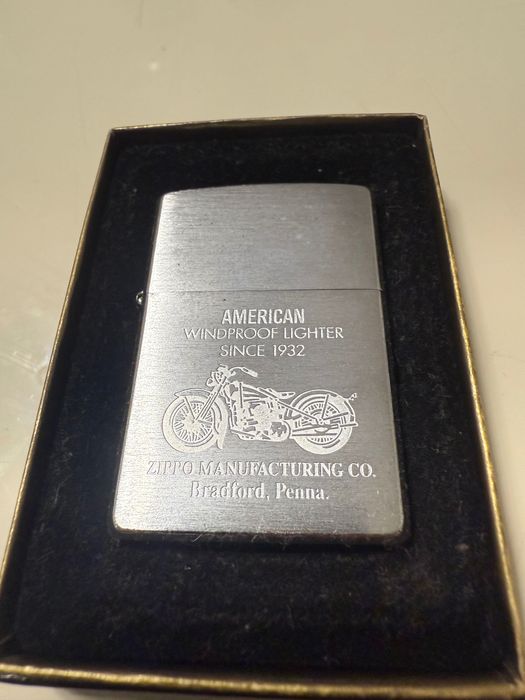 AMERICAN
WINDPROOF LIGHTER
SINCE 1932
ZIPPO MANUFACTURING CO.
Bradford, Penna.